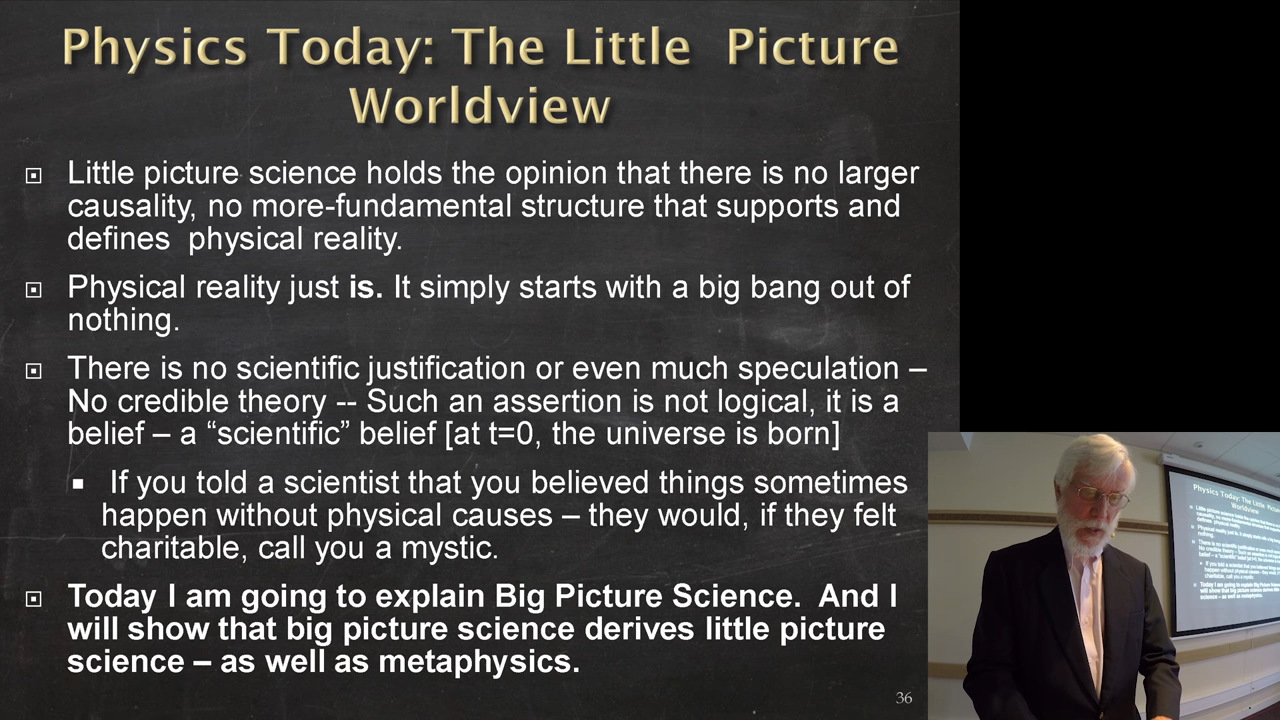 Physics Today: The Little Picture
Worldview
Little picture science holds the opinion that there is no larger
causality, no more-fundamental structure that supports and
defines physical reality.
Physical reality just is. It simply starts with a big bang out of
nothing.
There is no scientific justification or even much speculation –
No credible theory -- Such an assertion is not logical, it is a
belief – a “scientific” belief [at t=0, the universe is born]
If you told a scientist that you believed things sometimes
happen without physical causes – they would, if they felt
charitable, call you a mystic.
Today I am going to explain Big Picture Science. And I
will show that big picture science derives little picture
science – as well as metaphysics.
36
Physics Today: The Little
Worldview